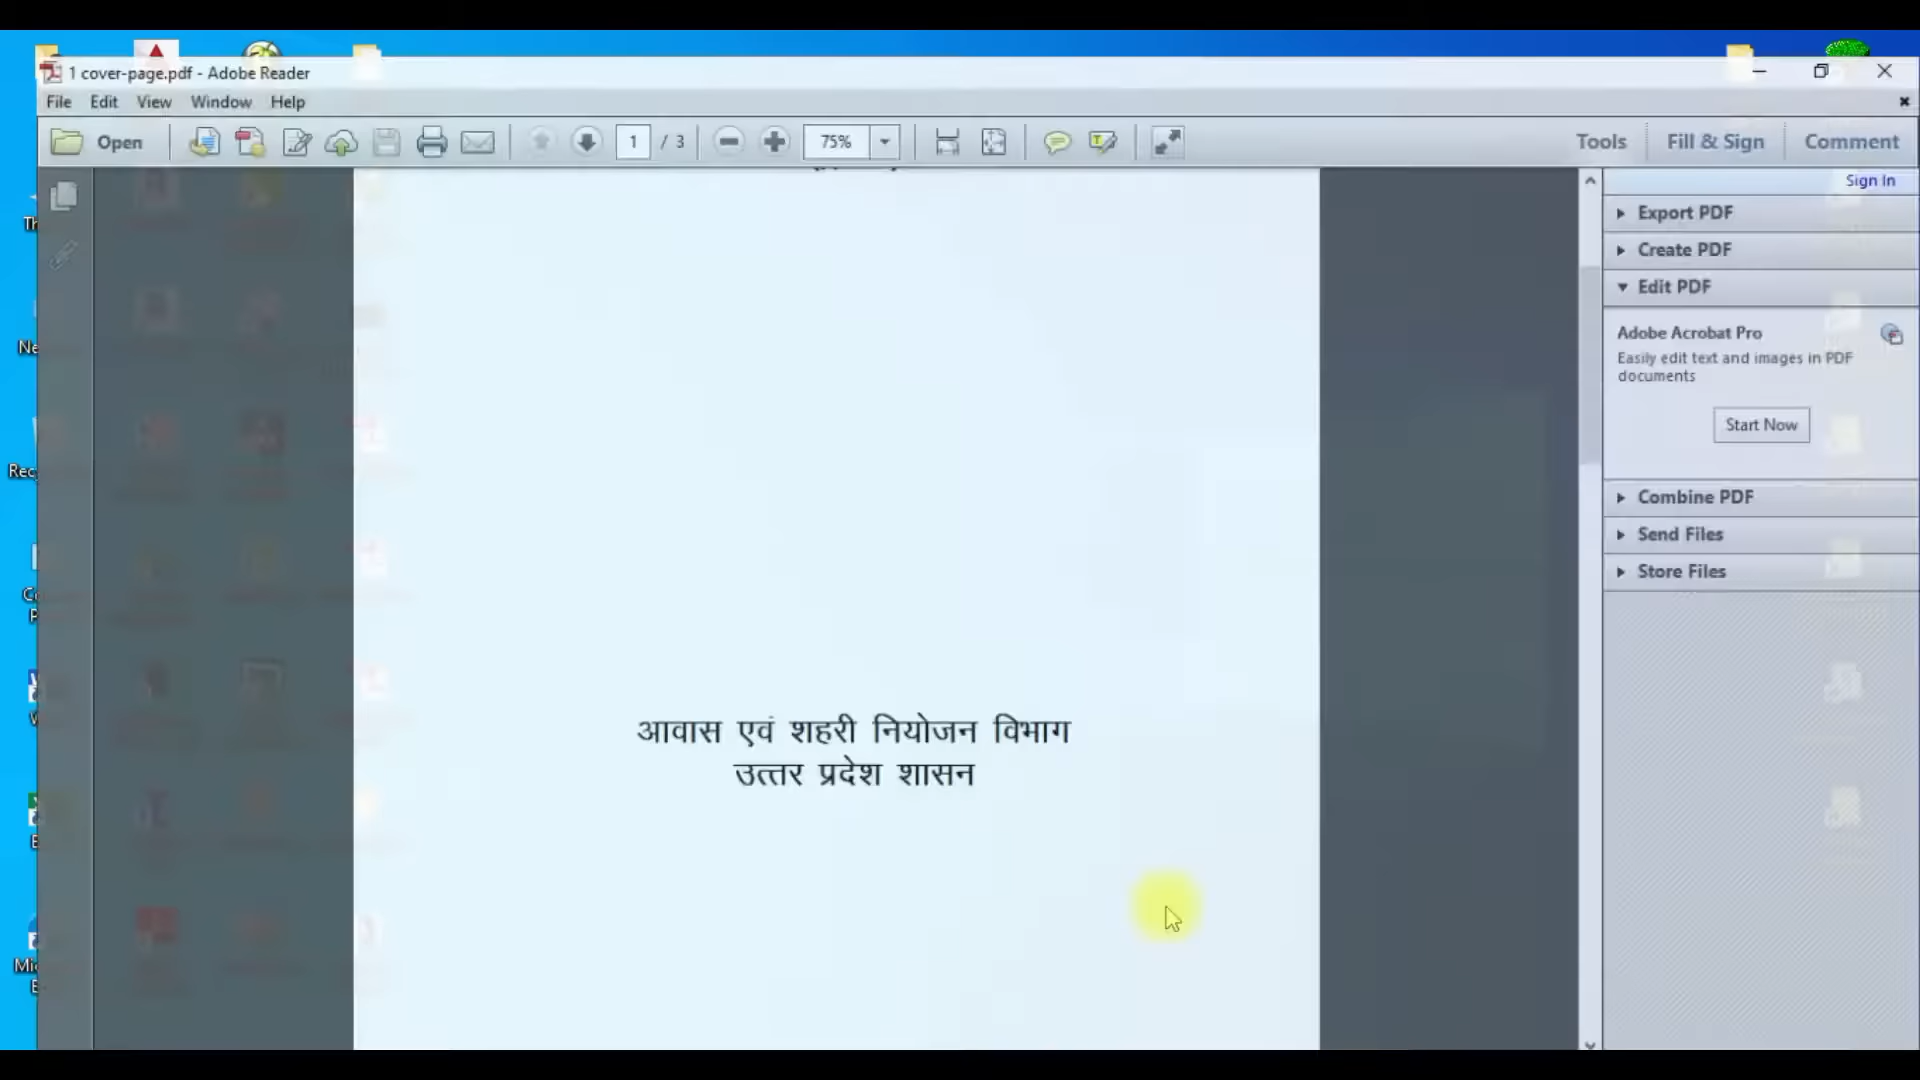 1 cover-page.pdf - Adobe Reader
File Edit View Window Help
Open 1 / 3 75% Tools Fill & Sign Comment
Sign In
Export PDF
Create PDF
Edit PDF
Adobe Acrobat Pro
Easily edit text and images in PDF
documents
Start Now
Combine PDF
Send Files
Store Files
आवास एवं शहरी नियोजन विभाग
उत्तर प्रदेश शासन